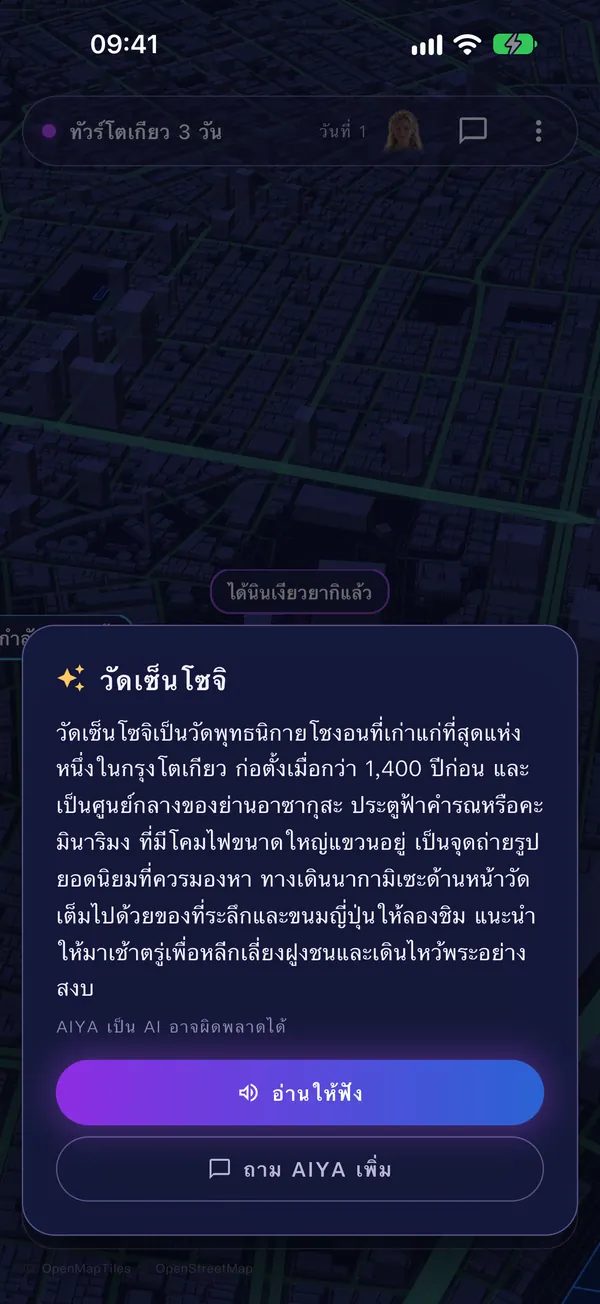 09:41
ทัวร์โตเกียว 3 วัน
วันที่ 1
ได้นินเงียวยากิแล้ว
วัดเซ็นโซจิ
วัดเซ็นโซจิเป็นวัดพุทธนิกายโชงอนที่เก่าแก่ที่สุดแห่ง
หนึ่งในกรุงโตเกียว ก่อตั้งเมื่อกว่า 1,400 ปีก่อน และ
เป็นศูนย์กลางของย่านอาซากุสะ ประตูฟ้าคำรณหรือคะ
มินาริมง ที่มีโคมไฟขนาดใหญ่แขวนอยู่ เป็นจุดถ่ายรูป
ยอดนิยมที่ควรมองหา ทางเดินนากามิเซะด้านหน้าวัด
เต็มไปด้วยของที่ระลึกและขนมญี่ปุ่นให้ลองชิม แนะนำ
ให้มาเช้าตรู่เพื่อหลีกเลี่ยงฝูงชนและเดินไหว้พระอย่าง
สงบ
AIYA เป็น AI อาจผิดพลาดได้
อ่านให้ฟัง
ถาม AIYA เพิ่ม
OpenMapTiles OpenStreetMap